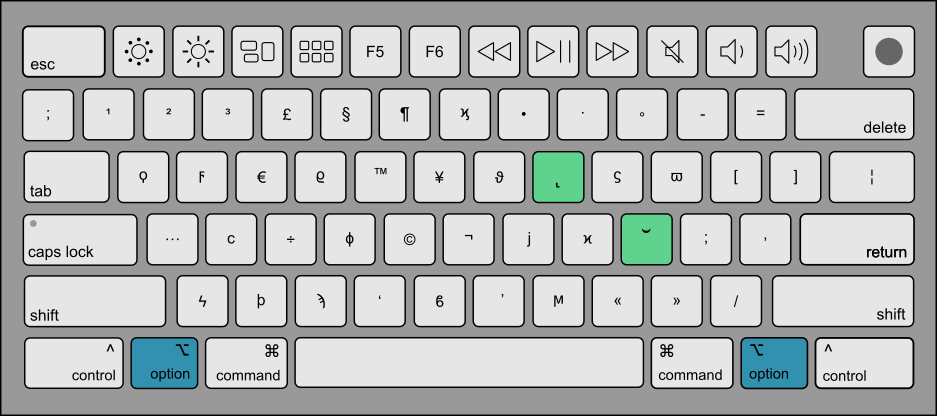 esc F5 F6
; ¹ ² ³ £ § ¶ ϗ • · ° - = delete
tab ϙ ϝ € ϱ ™ ¥ ϑ ͺ ϛ ϖ [ ] ¦
caps lock … c ÷ ϕ © ¬ j ϰ ˘ ; , return
shift ϟ ϸ ϡ ʽ ϐ ʼ ϻ « » / shift
^ ⌥ ⌘ ⌘ ⌥ ^
control option command command option control